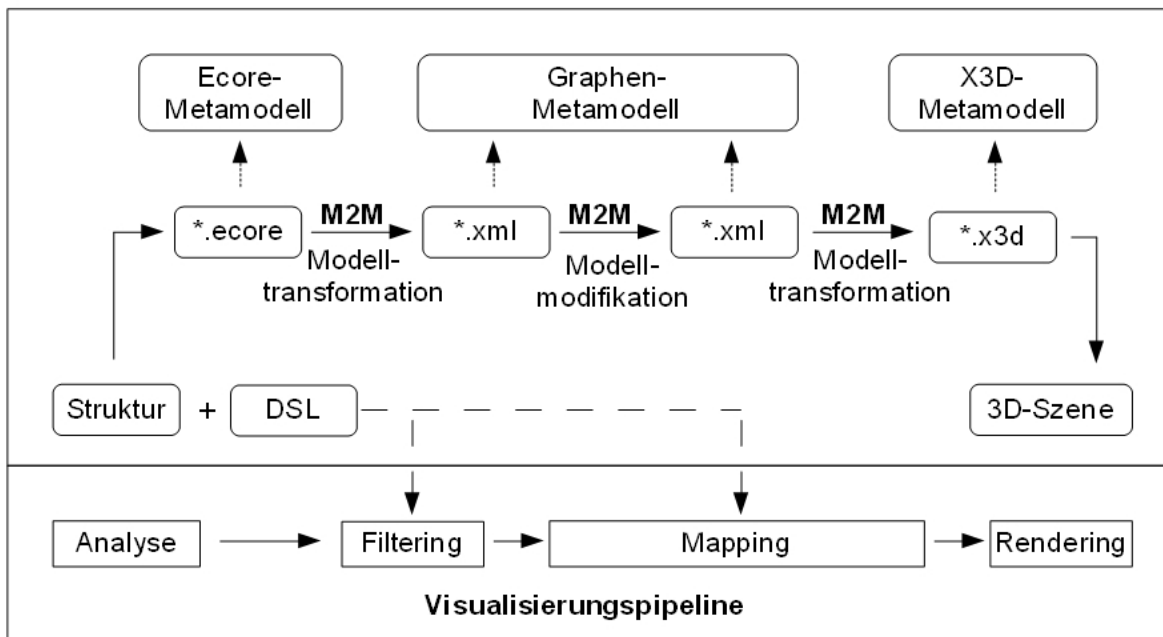 Ecore-
Metamodell
Graphen-
Metamodell
X3D-
Metamodell
*.ecore
M2M
Modell-
transformation
*.xml
M2M
Modell-
modifikation
*.xml
M2M
Modell-
transformation
*.x3d
Struktur + DSL
3D-Szene
Analyse
Filtering
Mapping
Rendering
Visualisierungspipeline